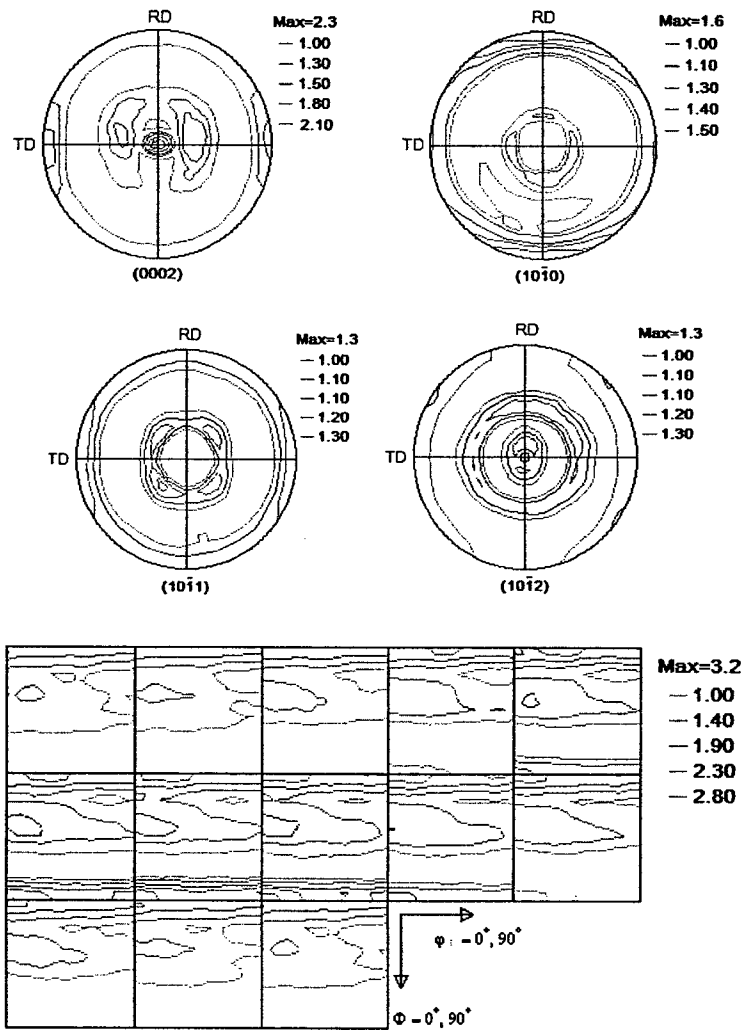 RD
Max=2.3
1.00
1.30
1.50
1.80
2.10
TD
(0002)
RD
Max=1.6
1.00
1.10
1.30
1.40
1.50
TD
(101̄0)
RD
Max=1.3
1.00
1.10
1.10
1.20
1.30
TD
(101̄1)
RD
Max=1.3
1.00
1.10
1.10
1.20
1.30
TD
(101̄2)
Max=3.2
1.00
1.40
1.90
2.30
2.80
φ₁ = 0°, 90°
Φ = 0°, 90°